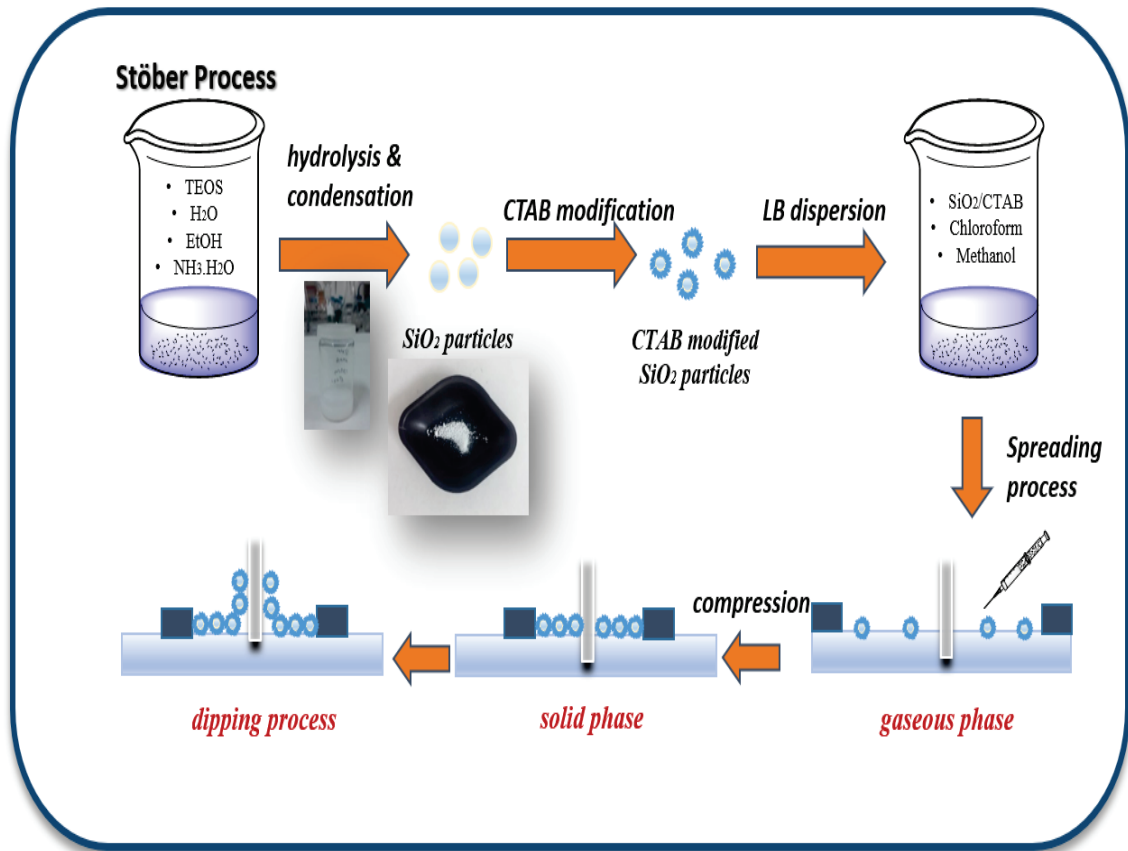 Stöber Process
• TEOS
• H2O
• EtOH
• NH3.H2O
hydrolysis &
condensation
SiO2 particles
CTAB modification
CTAB modified
SiO2 particles
LB dispersion
• SiO2/CTAB
• Chloroform
• Methanol
Spreading
process
gaseous phase
compression
solid phase
dipping process